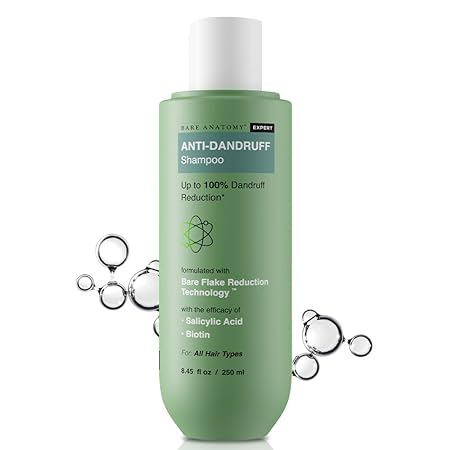 BARE ANATOMY® EXPERT
ANTI-DANDRUFF
Shampoo
Up to 100% Dandruff
Reduction*
formulated with
Bare Flake Reduction
Technology™
with the efficacy of
· Salicylic Acid
· Biotin
For: All Hair Types
8.45 fl oz / 250 ml